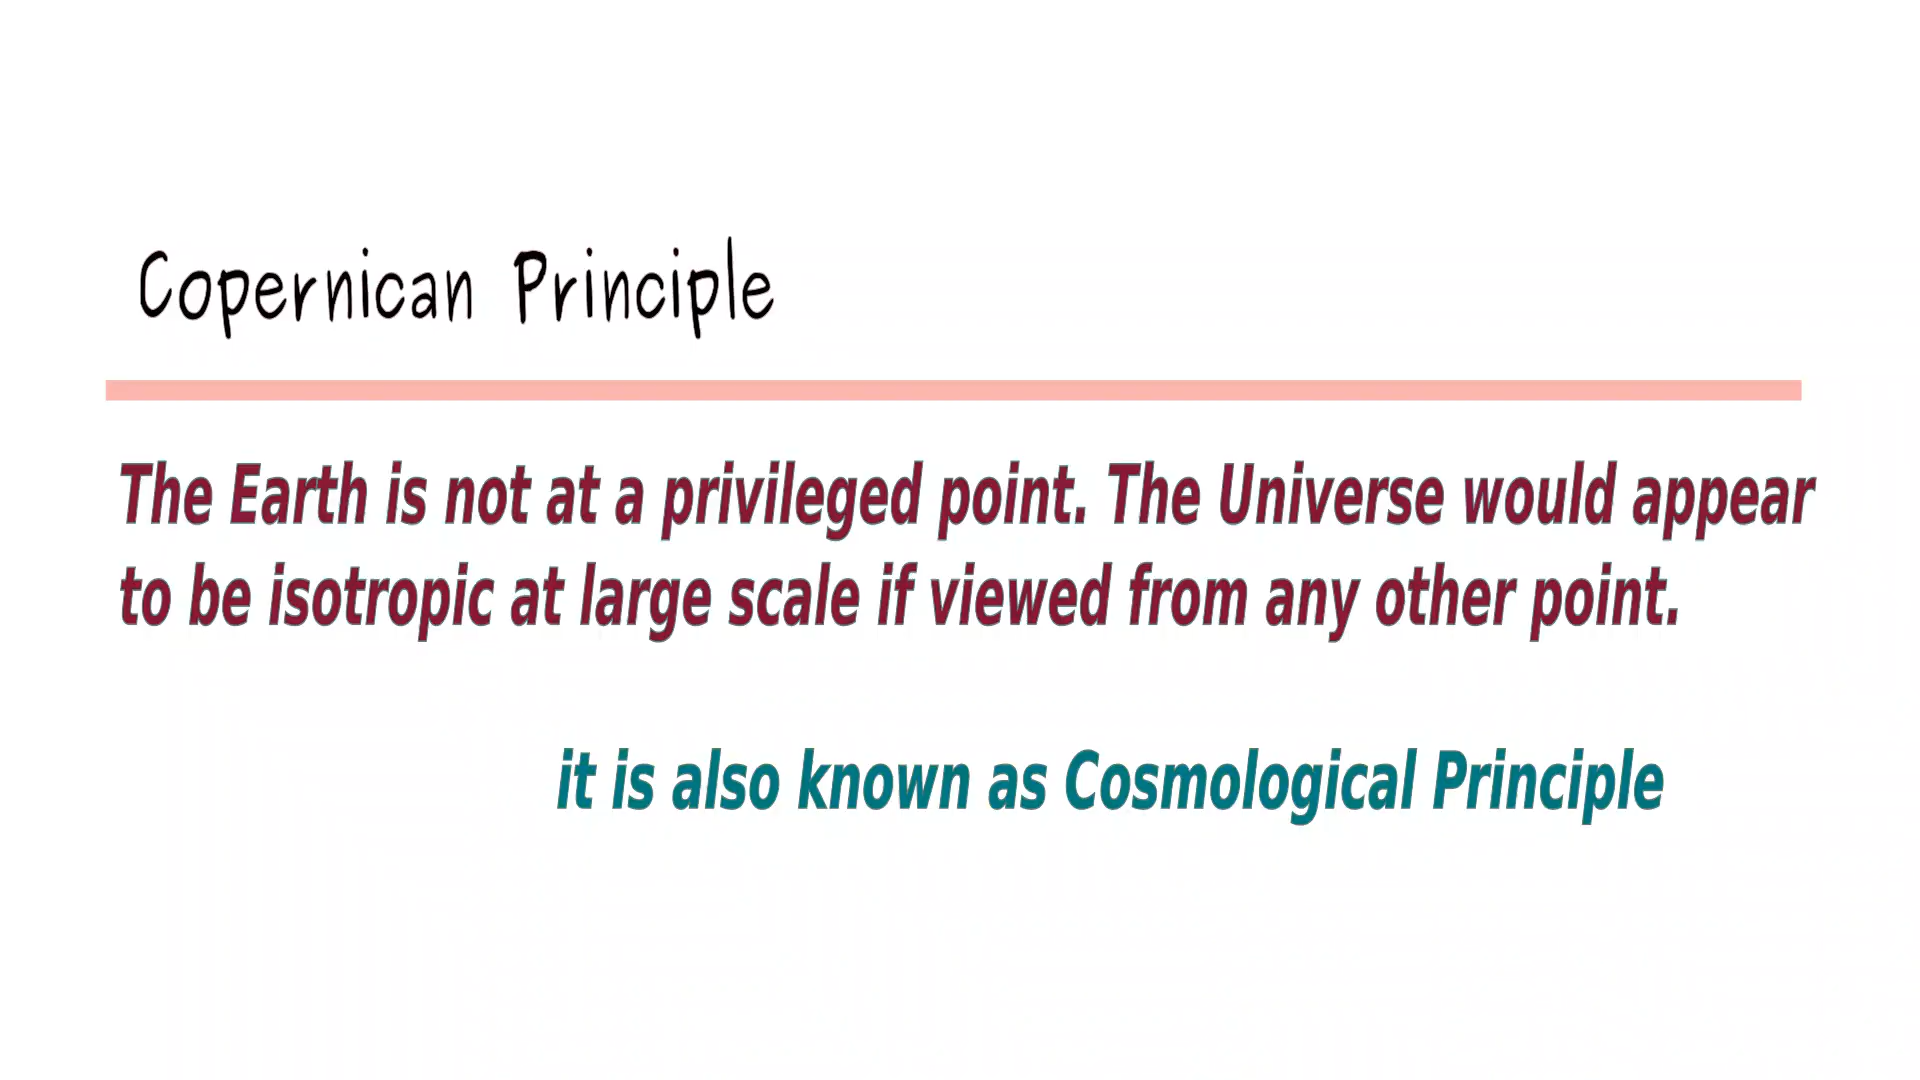 Copernican Principle
The Earth is not at a privileged point. The Universe would appear
to be isotropic at large scale if viewed from any other point.
it is also known as Cosmological Principle